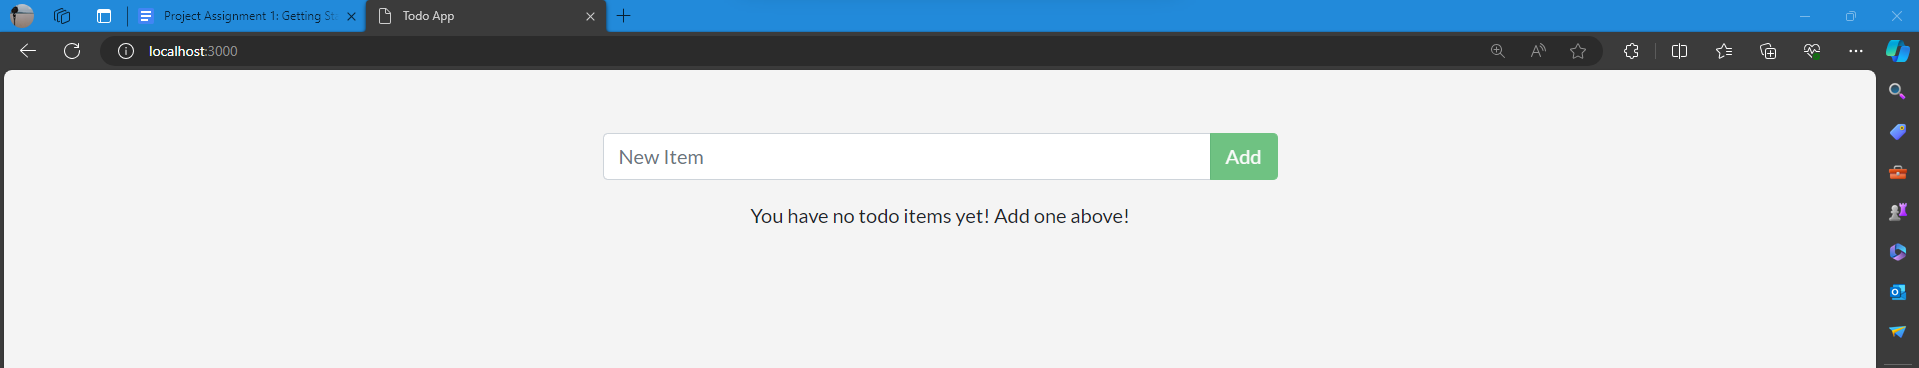 Project Assignment 1: Getting Sta
Todo App
localhost:3000
New Item
Add
You have no todo items yet! Add one above!